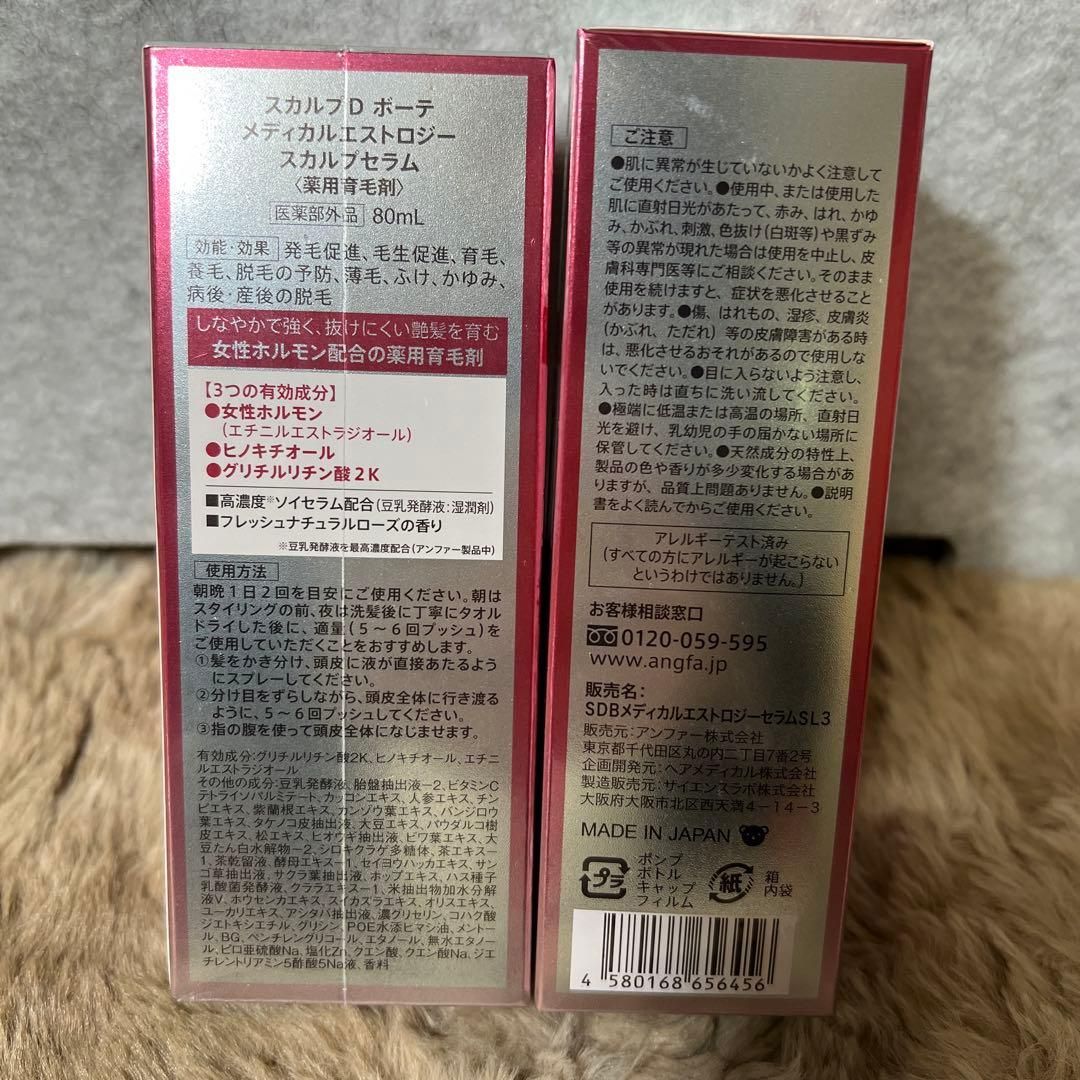 スカルプD ボーテ
メディカルエストロジー
スカルプセラム
〈薬用育毛剤〉
医薬部外品 80mL
効能・効果 発毛促進、毛生促進、育毛、
養毛、脱毛の予防、薄毛、ふけ、かゆみ、
病後・産後の脱毛
しなやかで強く、抜けにくい艶髪を育む
女性ホルモン配合の薬用育毛剤
【3つの有効成分】
●女性ホルモン
(エチニルエストラジオール)
●ヒノキチオール
●グリチルリチン酸2K
■高濃度※ソイセラム配合(豆乳発酵液:湿潤剤)
■フレッシュナチュラルローズの香り
※豆乳発酵液を最高濃度配合(アンファー製品中)
使用方法
朝晩1日2回を目安にご使用ください。朝は
スタイリングの前、夜は洗髪後に丁寧にタオル
ドライした後に、適量(5～6回プッシュ)を
ご使用していただくことをおすすめします。
①髪をかき分け、頭皮に液が直接あたるよう
にスプレーしてください。
②分け目をずらしながら、頭皮全体に行き渡る
ように、5～6回プッシュしてください。
③指の腹を使って頭皮全体になじませます。
有効成分:グリチルリチン酸2K、ヒノキチオール、エチニ
ルエストラジオール
その他の成分:豆乳発酵液、胎盤抽出液-2、ビタミンC
テトライソパルミテート、カッコンエキス、人参エキス、チン
ピエキス、紫蘭根エキス、カンゾウ葉エキス、バンジロウ
葉エキス、タケノコ皮抽出液、大豆エキス、パウダルコ樹
皮エキス、松エキス、ヒオウギ抽出液、ビワ葉エキス、大
豆たん白水解物-2、シロキクラゲ多糖体、茶エキス-
1、茶乾留液、酵母エキス-1、セイヨウハッカエキス、サン
ゴ草抽出液、サクラ葉抽出液、ホップエキス、ハス種子
乳酸菌発酵液、クララエキス-1、米抽出物加水分解
液V、ホウセンカエキス、スイカズラエキス、オリスエキス、
ユーカリエキス、アシタバ抽出液、濃グリセリン、コハク酸
ジエトキシエチル、グリシン、POE水添ヒマシ油、メントー
ル、BG、ペンチレングリコール、エタノール、無水エタノー
ル、ピロ亜硫酸Na、塩化Zn、クエン酸、クエン酸Na、ジエ
チレントリアミン5酢酸5Na液、香料
ご注意
●肌に異常が生じていないかよく注意して
ご使用ください。●使用中、または使用した
肌に直射日光があたって、赤み、はれ、かゆ
み、かぶれ、刺激、色抜け(白斑等)や黒ずみ
等の異常が現れた場合は使用を中止し、皮
膚科専門医等にご相談ください。そのまま
使用を続けますと、症状を悪化させること
があります。●傷、はれもの、湿疹、皮膚炎
(かぶれ、ただれ) 等の皮膚障害がある時
は、悪化させるおそれがあるので使用しな
いでください。●目に入らないよう注意し、
入った時は直ちに洗い流してください。
●極端に低温または高温の場所、直射日
光を避け、乳幼児の手の届かない場所に
保管してください。●天然成分の特性上、
製品の色や香りが多少変化する場合があ
りますが、品質上問題ありません。●説明
書をよく読んでからご使用ください。
アレルギーテスト済み
(すべての方にアレルギーが起こらない
というわけではありません。)
お客様相談窓口
0120-059-595
www.angfa.jp
販売名:
SDBメディカルエストロジーセラムSL3
販売元:アンファー株式会社
東京都千代田区丸の内二丁目7番2号
企画開発元:ヘアメディカル株式会社
製造販売元:サイエンスラボ株式会社
大阪府大阪市北区西天満4-14-3
MADE IN JAPAN
プラ
ポンプ
ボトル
キャップ
フィルム
紙
箱
内袋
4 580168 656456